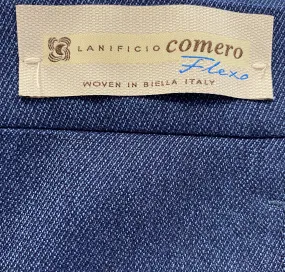 LANIFICIO comero
Flexo
WOVEN IN BIELLA ITALY